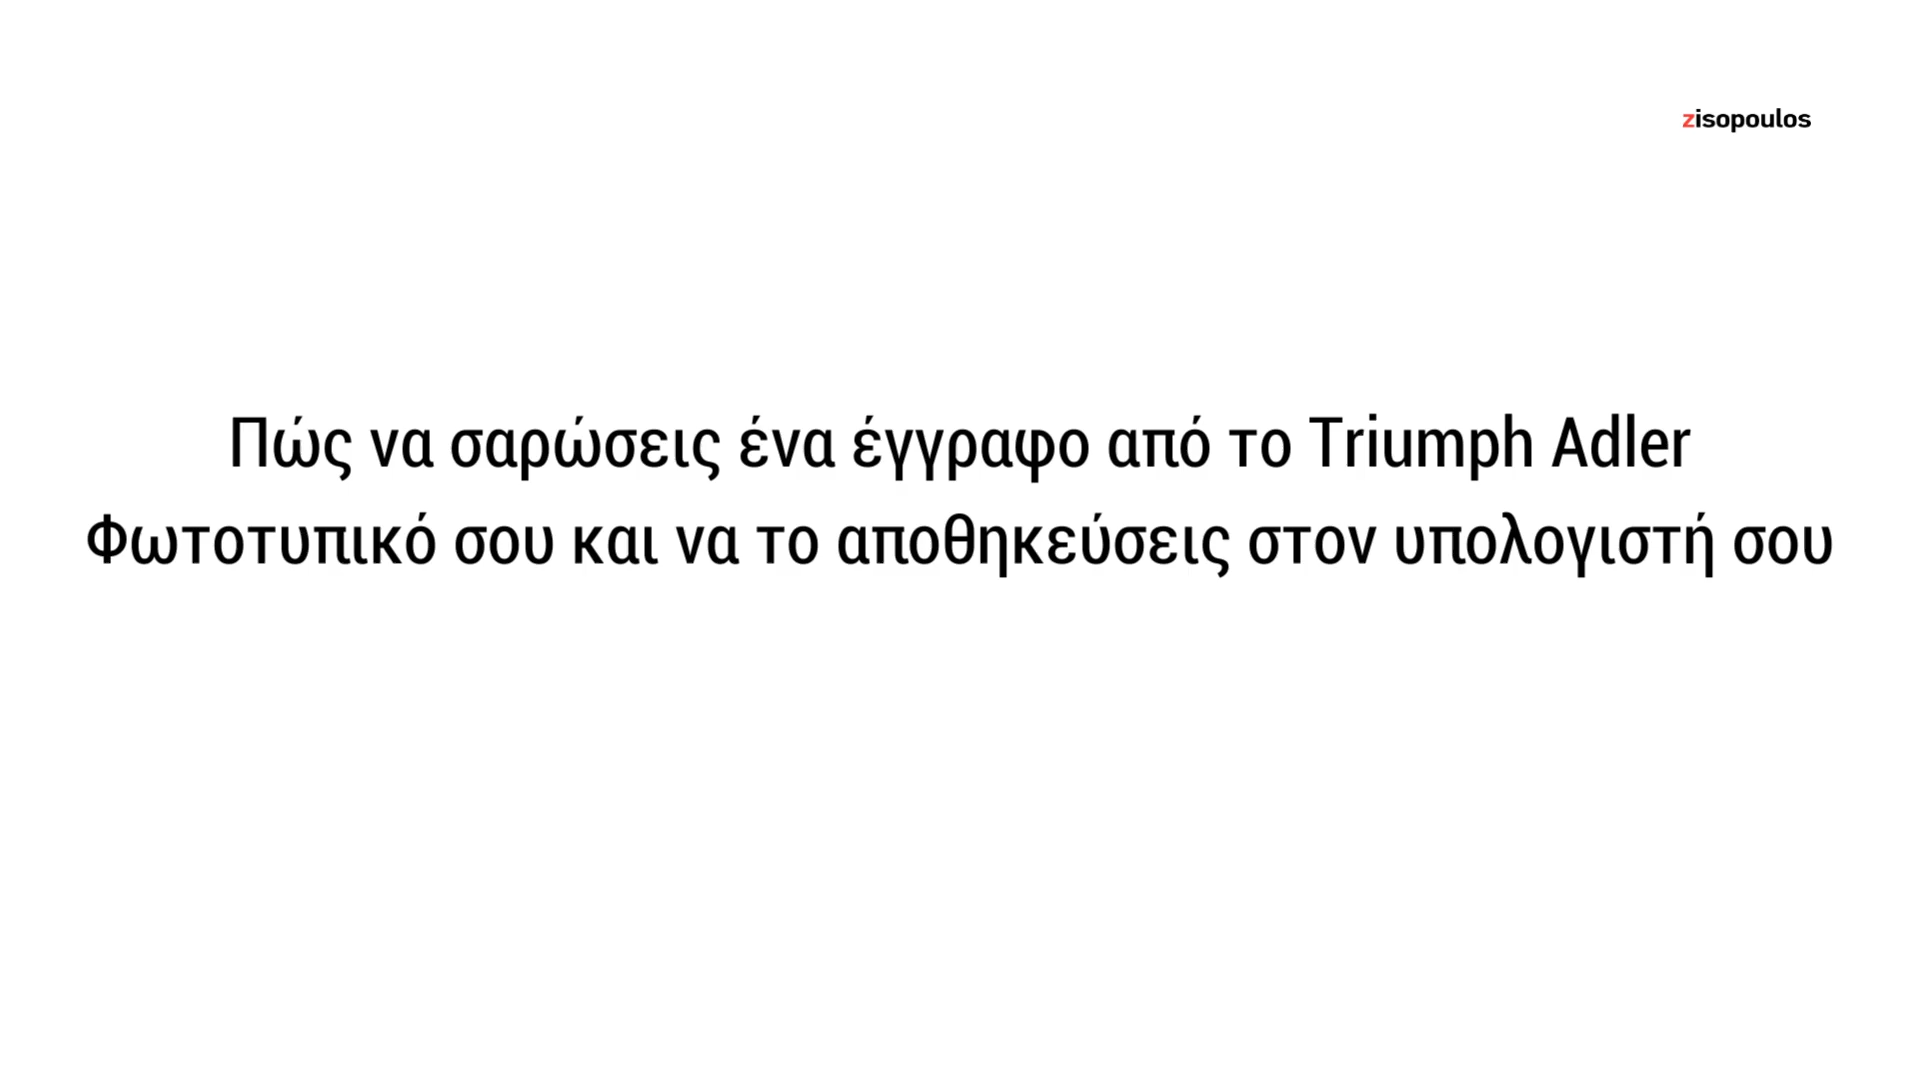 zisopoulos
Πώς να σαρώσεις ένα έγγραφο από το Triumph Adler
Φωτοτυπικό σου και να το αποθηκεύσεις στον υπολογιστή σου